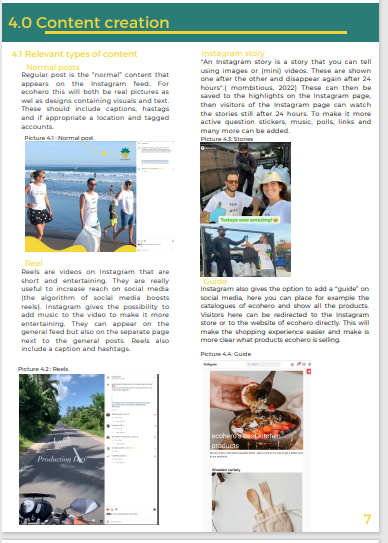 4.0 Content creation
4.1 Relevant types of content
Normal posts
Regular post is the "normal" content that
appears on the Instagram feed. For
ecohero this will both be real pictures as
well as designs containing visuals and text.
These should include captions, hastags
and if appropriate a location and tagged
accounts.
Picture 4.1 : Normal post
Reel
Reels are videos on Instagram that are
short and entertaining. They are really
useful to increase reach on social media
(the algorithm of social media boosts
reels). Instagram gives the possibility to
add music to the video to make it more
entertaining. They can appear on the
general feed but also on the separate page
next to the general posts. Reels also
include a caption and hashtags.
Picture 4.2 : Reels
Production Day
Instagram story
"An Instagram story is a story that you can tell
using images or (mini) videos. These are shown
one after the other and disappear again after 24
hours".( mombitious, 2022) These can then be
saved to the highlights on the Instagram page,
then visitors of the Instagram page can watch
the stories still after 24 hours. To make it more
active question stickers, music, polls, links and
many more can be added.
Picture 4.3: Stories
Todays was amazing!
Guide
Instagram also gives the option to add a "guide" on
social media, here you can place for example the
catalogues of ecohero and show all the products.
Visitors here can be redirected to the Instagram
store or to the website of ecohero directly. This will
make the shopping experience easier and make is
more clear what products ecohero is selling.
Picture 4.4: Guide
Instagram
ecohero's best kitchen
products
Wooden cutlery
7